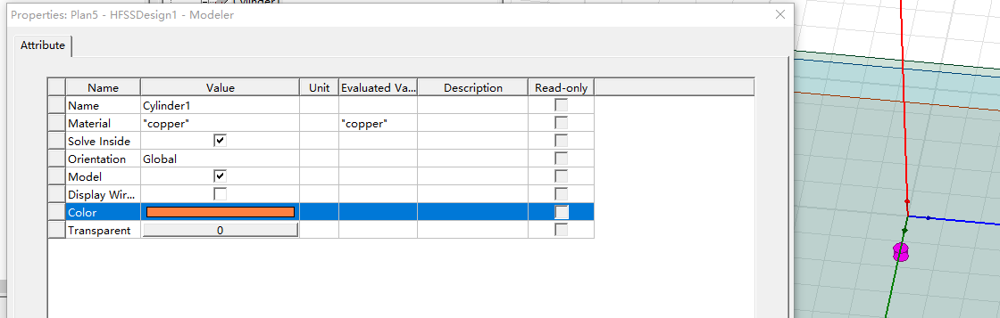 Properties: Plan5 - HFSSDesign1 - Modeler
Attribute
Name Value Unit Evaluated Va... Description Read-only
Name Cylinder1
Material "copper" "copper"
Solve Inside
Orientation Global
Model
Display Wir...
Color
Transparent 0